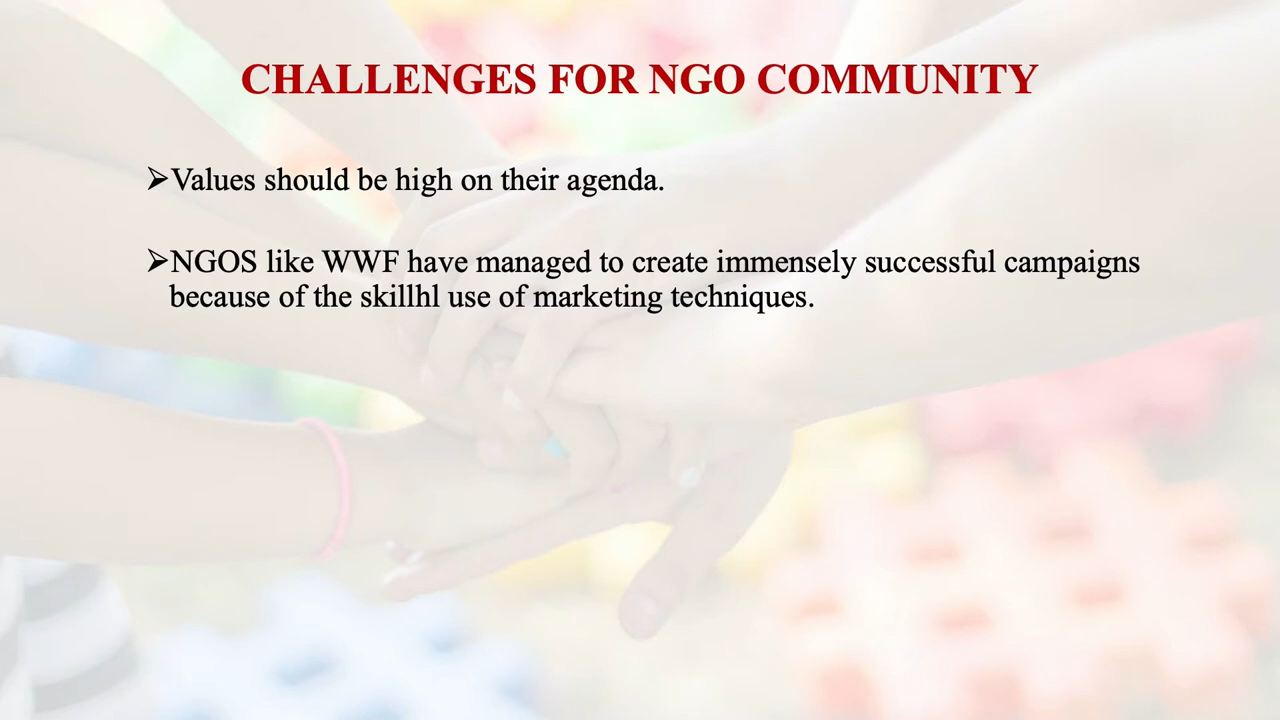 CHALLENGES FOR NGO COMMUNITY
➢Values should be high on their agenda.
➢NGOS like WWF have managed to create immensely successful campaigns
because of the skillhl use of marketing techniques.